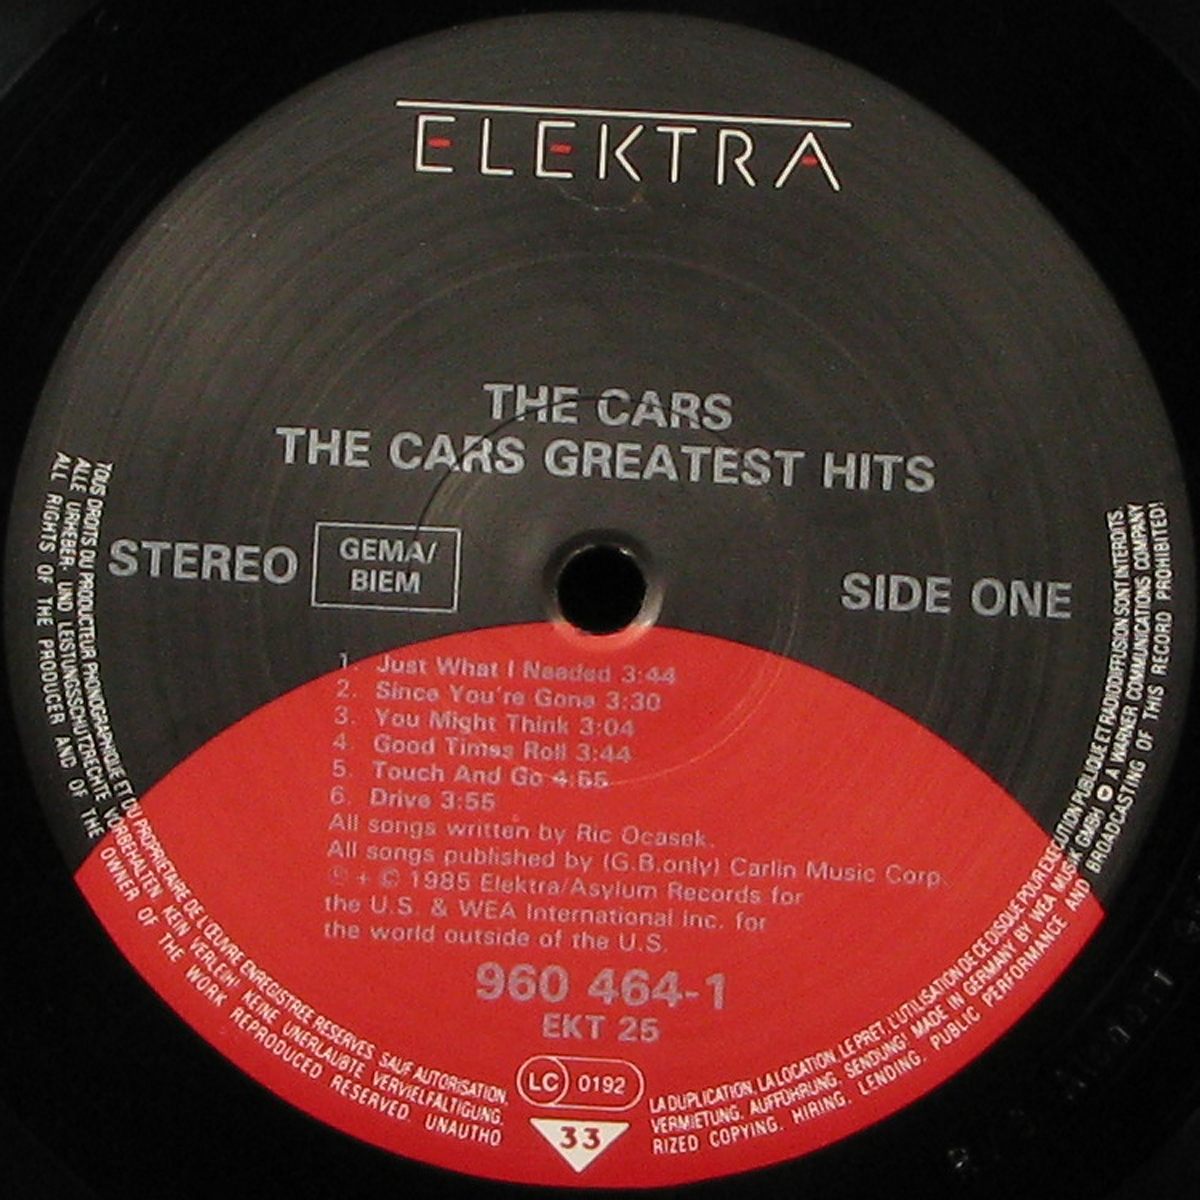 ELEKTRA
THE CARS
THE CARS GREATEST HITS
STEREO
GEMA/
BIEM
SIDE ONE
1. Just What I Needed 3:44
2. Since You're Gone 3:30
3. You Might Think 3:04
4. Good Times Roll 3:44
5. Touch And Go 4:55
6. Drive 3:55
All songs written by Ric Ocasek.
All songs published by (G.B.only) Carlin Music Corp.
℗ + © 1985 Elektra/Asylum Records for
the U.S. & WEA International Inc. for
the world outside of the U.S.
960 464-1
EKT 25
LC 0192
33
TOUS DROITS DU PRODUCTEUR PHONOGRAPHIQUE ET DU PROPRIETAIRE DE L'ŒUVRE ENREGISTREE RESERVES. SAUF AUTORISATION, LA DUPLICATION, LA LOCATION, LE PRET, L'UTILISATION DE CE DISQUE POUR EXECUTION PUBLIQUE ET RADIODIFFUSION SONT INTERDITS.
ALLE URHEBER- UND LEISTUNGSSCHUTZRECHTE VORBEHALTEN. KEIN VERLEIH! KEINE UNERLAUBTE VERVIELFÄLTIGUNG, VERMIETUNG, AUFFÜHRUNG, SENDUNG! MADE IN GERMANY BY WEA MUSIK GMBH A WARNER COMMUNICATIONS COMPANY
ALL RIGHTS OF THE PRODUCER AND OF THE OWNER OF THE WORK REPRODUCED RESERVED. UNAUTHORIZED COPYING, HIRING, LENDING, PUBLIC PERFORMANCE AND BROADCASTING OF THIS RECORD PROHIBITED!